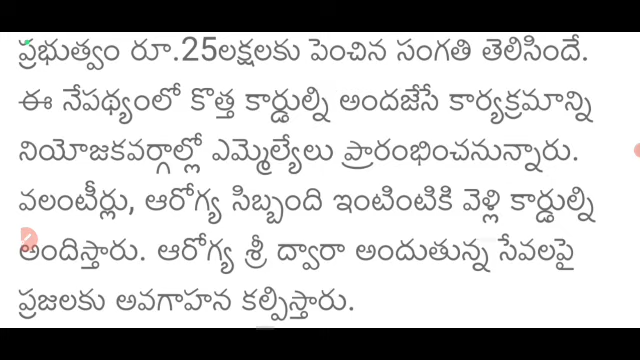 ప్రభుత్వం రూ.25లక్షలకు పెంచిన సంగతి తెలిసిందే.
ఈ నేపథ్యంలో కొత్త కార్డుల్ని అందజేసే కార్యక్రమాన్ని
నియోజకవర్గాల్లో ఎమ్మెల్యేలు ప్రారంభించనున్నారు.
వలంటీర్లు, ఆరోగ్య సిబ్బంది ఇంటింటికి వెళ్లి కార్డుల్ని
అందిస్తారు. ఆరోగ్య శ్రీ ద్వారా అందుతున్న సేవలపై
ప్రజలకు అవగాహన కల్పిస్తారు.